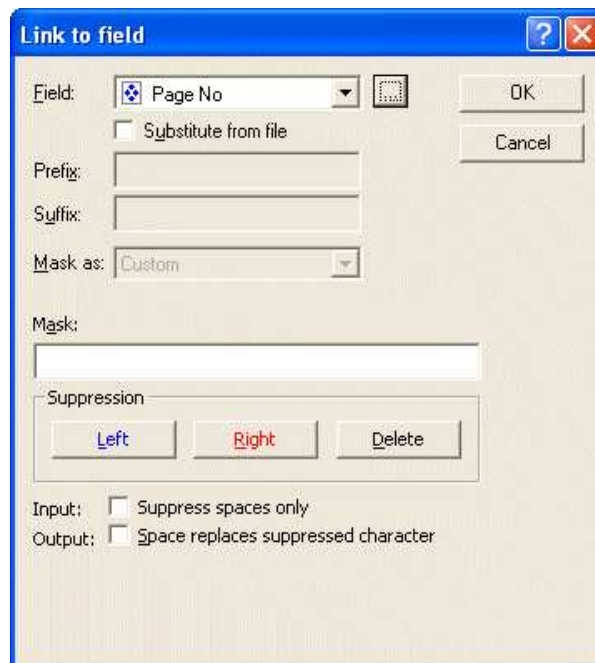 Link to field
Field: Page No ... OK
Substitute from file
Cancel
Prefix:
Suffix:
Mask as: Custom
Mask:
Suppression
Left Right Delete
Input: Suppress spaces only
Output: Space replaces suppressed character